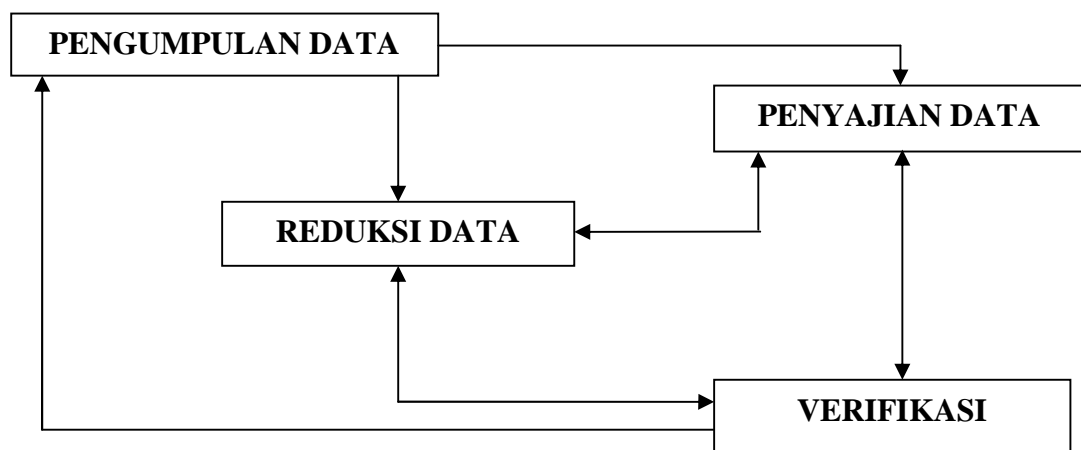 PENGUMPULAN DATA
PENYAJIAN DATA
REDUKSI DATA
VERIFIKASI